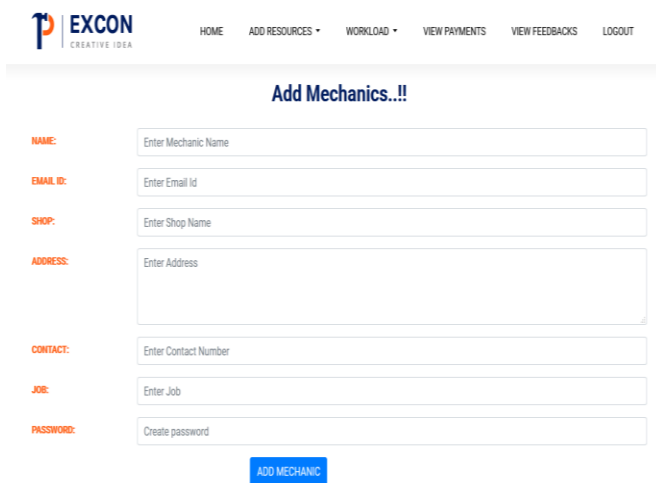 EXCON
CREATIVE IDEA
HOME ADD RESOURCES WORKLOAD VIEW PAYMENTS VIEW FEEDBACKS LOGOUT
Add Mechanics..!!
NAME: Enter Mechanic Name
EMAIL ID: Enter Email Id
SHOP: Enter Shop Name
ADDRESS: Enter Address
CONTACT: Enter Contact Number
JOB: Enter Job
PASSWORD: Create password
ADD MECHANIC